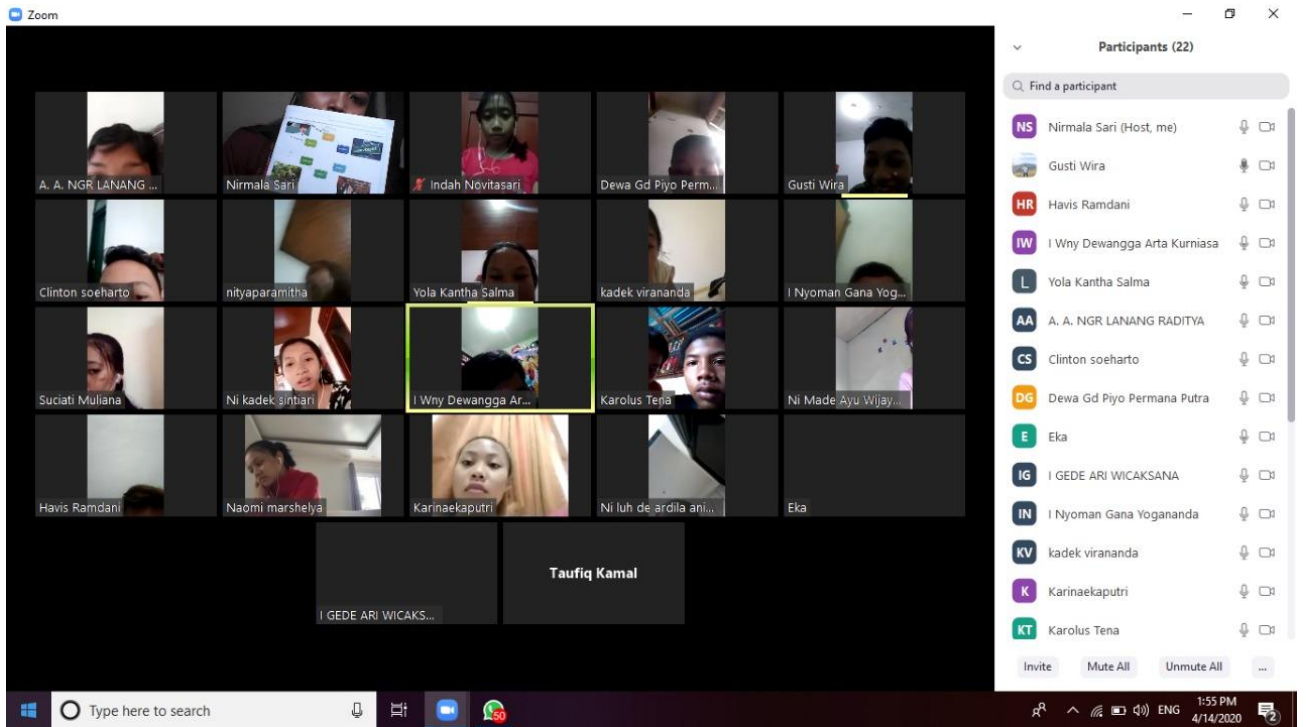 Zoom
Participants (22)
Find a participant
A. A. NGR LANANG ...
Nirmala Sari
Indah Novitasari
Dewa Gd Piyo Perm...
Gusti Wira
Clinton soeharto
nityaparamitha
Yola Kantha Salma
kadek virananda
I Nyoman Gana Yog...
Suciati Muliana
Ni kadek sintiari
I Wny Dewangga Ar...
Karolus Tena
Ni Made Ayu Wijay...
Havis Ramdani
Naomi marshelya
Karinaekaputri
Ni luh de ardila ani...
Eka
I GEDE ARI WICAKS...
Taufiq Kamal
NS Nirmala Sari (Host, me)
Gusti Wira
HR Havis Ramdani
IW I Wny Dewangga Arta Kurniasa
L Yola Kantha Salma
AA A. A. NGR LANANG RADITYA
CS Clinton soeharto
DG Dewa Gd Piyo Permana Putra
E Eka
IG I GEDE ARI WICAKSANA
IN I Nyoman Gana Yogananda
KV kadek virananda
K Karinaekaputri
KT Karolus Tena
Invite Mute All Unmute All ...
Type here to search
50
ENG
1:55 PM
4/14/2020
2